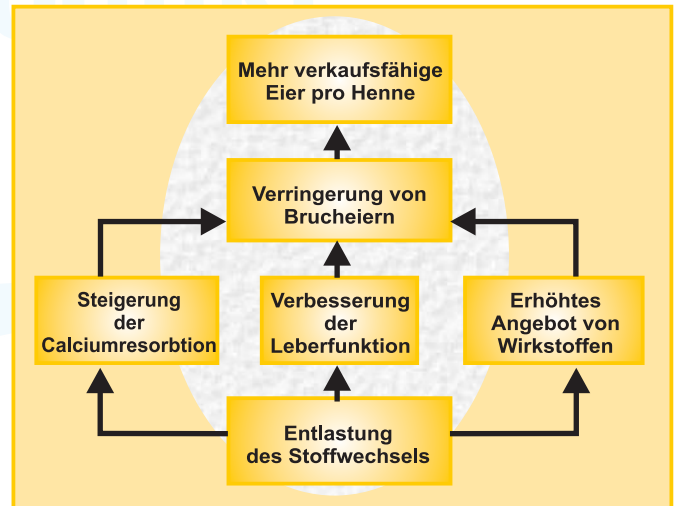 Mehr verkaufsfähige
Eier pro Henne
Verringerung von
Brucheiern
Steigerung
der
Calciumresorbtion
Verbesserung
der
Leberfunktion
Erhöhtes
Angebot von
Wirkstoffen
Entlastung
des Stoffwechsels